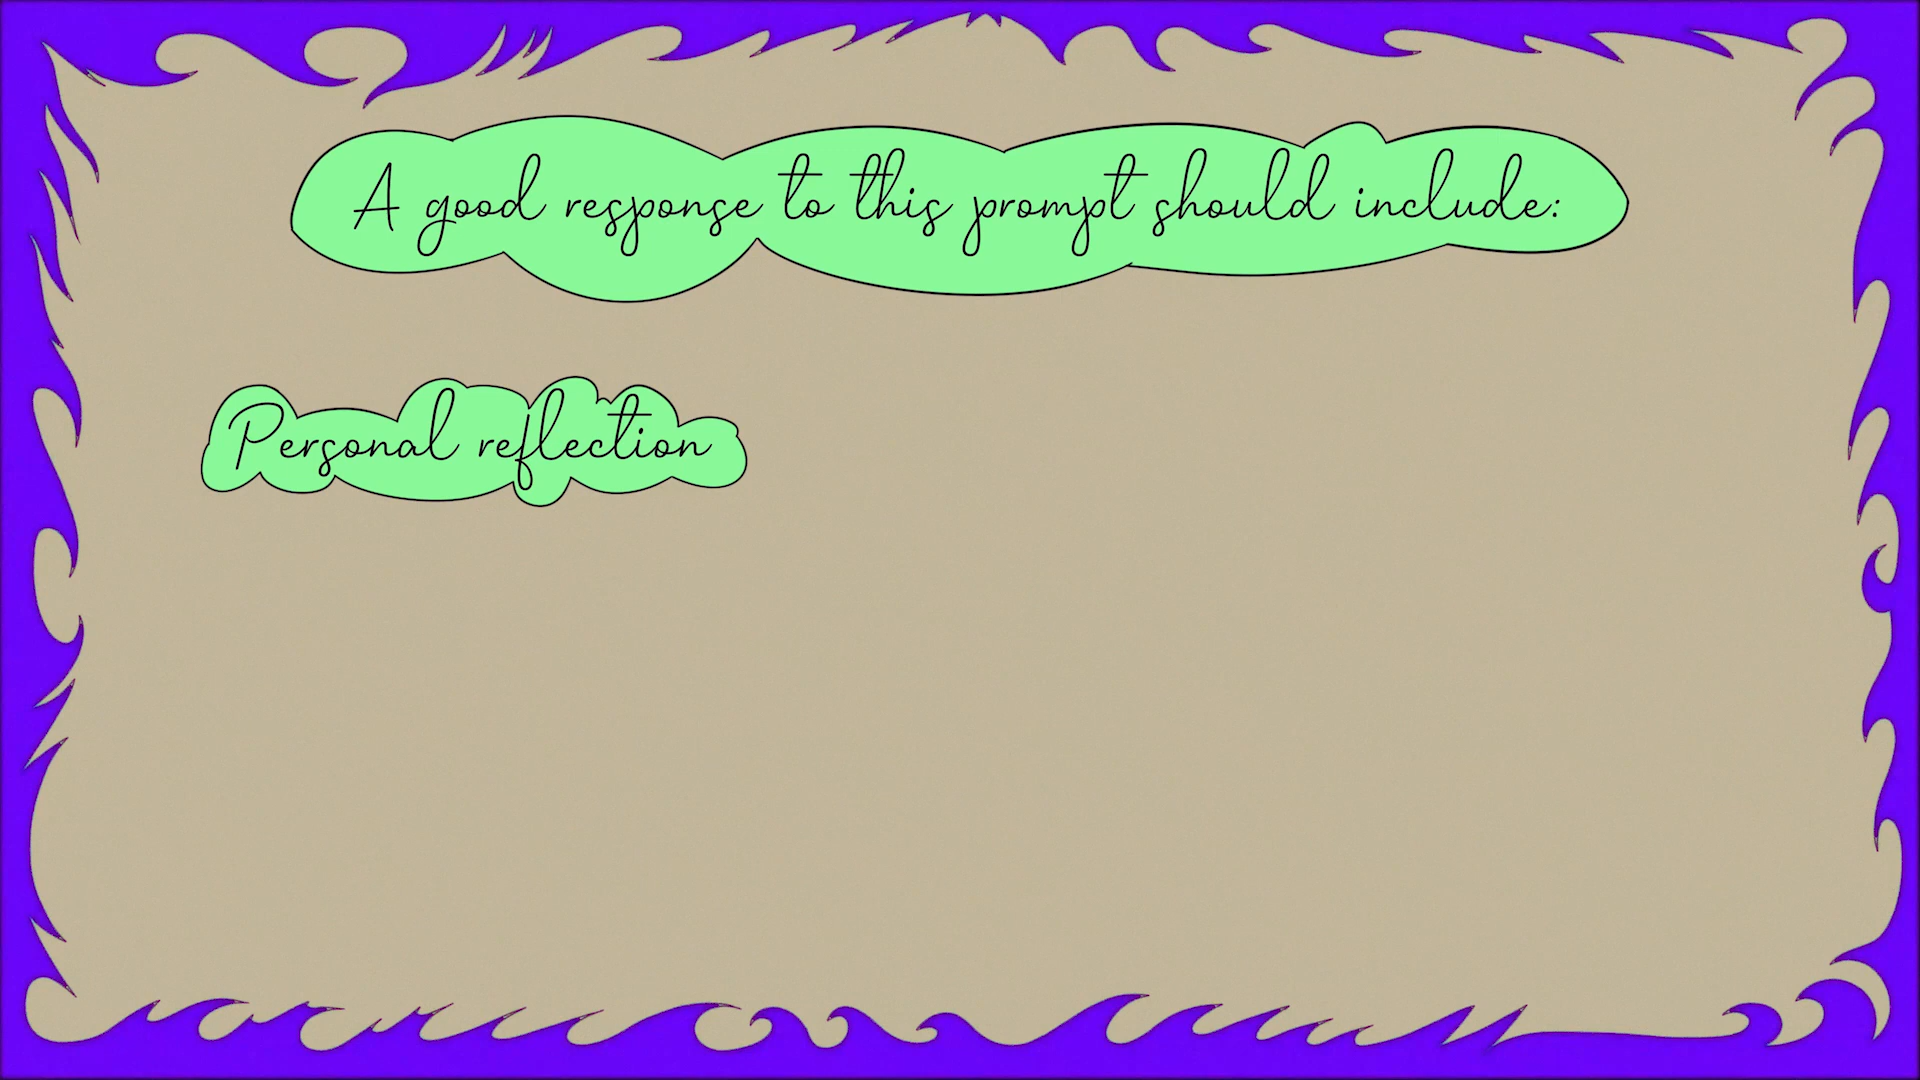 A good response to this prompt should include:
Personal reflection